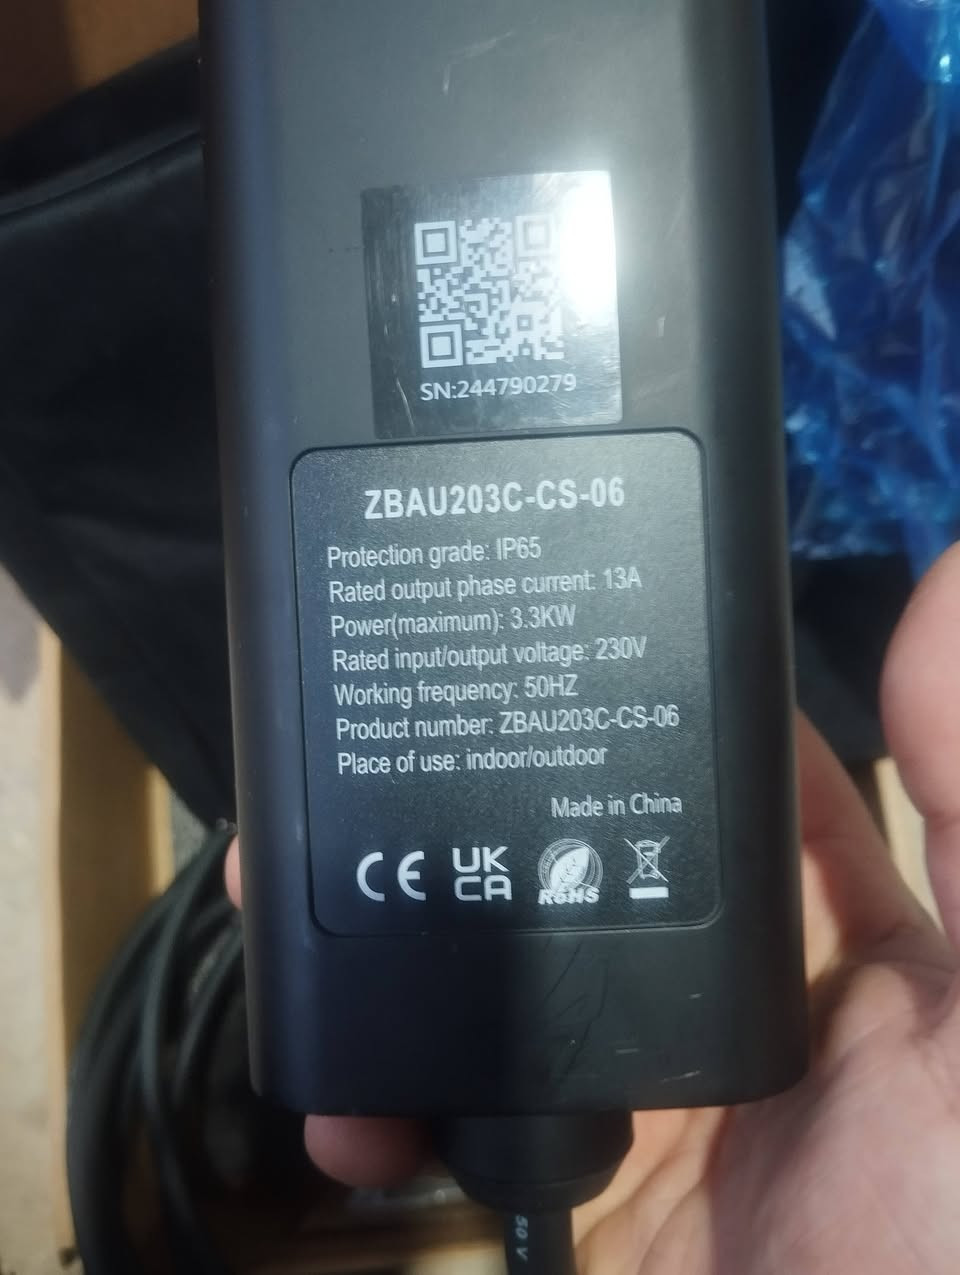 SN:244790279
ZBAU203C-CS-06
Protection grade: IP65
Rated output phase current: 13A
Power(maximum): 3.3KW
Rated input/output voltage: 230V
Working frequency: 50HZ
Product number: ZBAU203C-CS-06
Place of use: indoor/outdoor
Made in China
CE UK CA RoHS
50 V